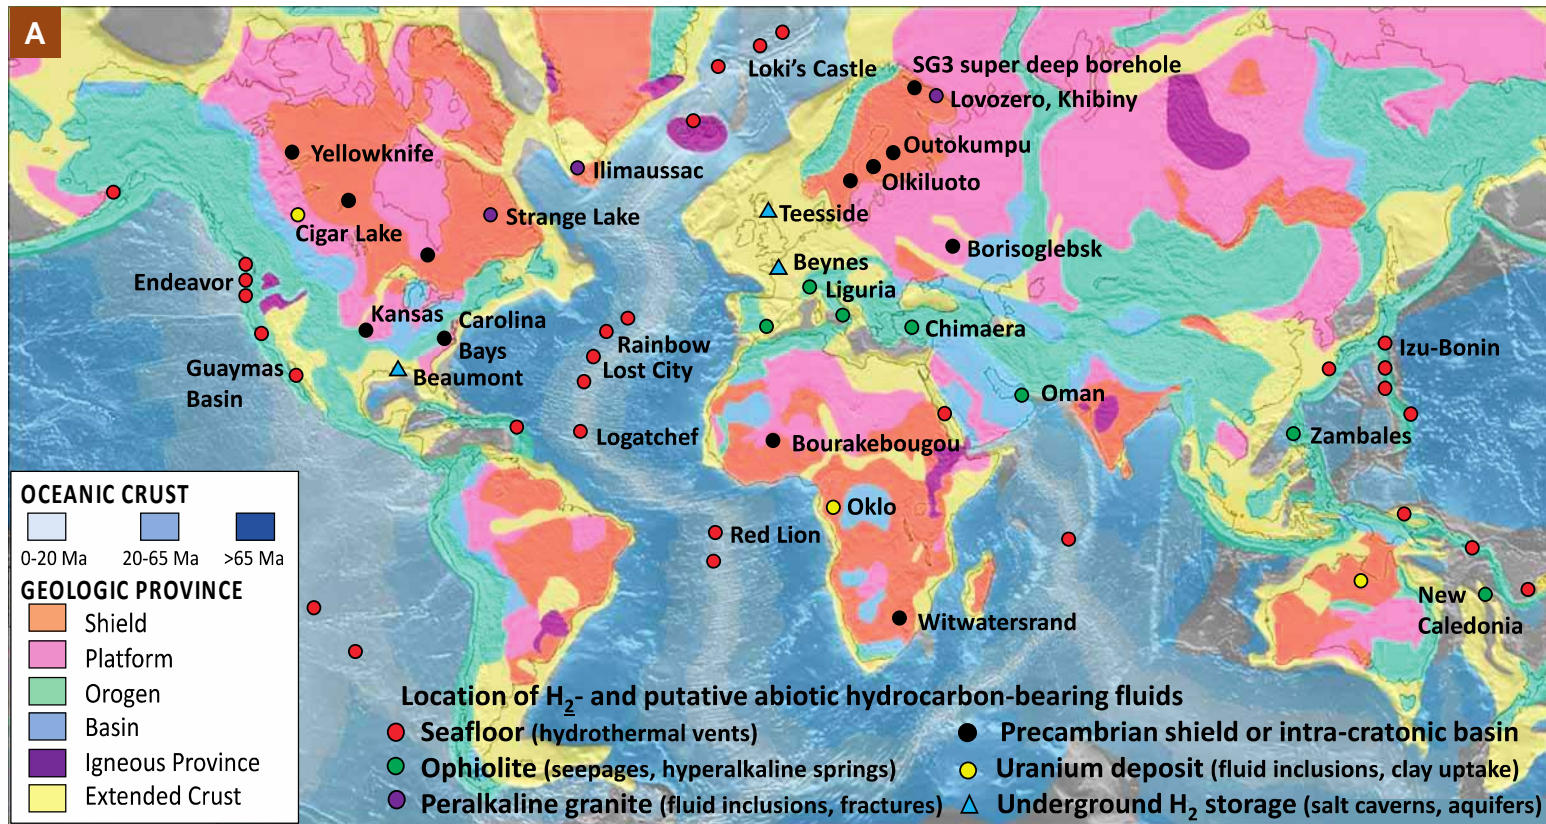 A
Loki's Castle
SG3 super deep borehole
Lovozero, Khibiny
Yellowknife
Ilimaussac
Outokumpu
Olkiluoto
Strange Lake
Teesside
Cigar Lake
Borisoglebsk
Endeavor
Beynes
Liguria
Kansas
Carolina
Bays
Chimaera
Rainbow
Izu-Bonin
Guaymas
Basin
Lost City
Beaumont
Oman
Logatchef
Bourakebougou
Zambales
Oklo
Red Lion
New
Caledonia
Witwatersrand
OCEANIC CRUST
0-20 Ma 20-65 Ma >65 Ma
GEOLOGIC PROVINCE
Shield
Platform
Orogen
Basin
Igneous Province
Extended Crust
Location of H2- and putative abiotic hydrocarbon-bearing fluids
Seafloor (hydrothermal vents)
Ophiolite (seepages, hyperalkaline springs)
Peralkaline granite (fluid inclusions, fractures)
Precambrian shield or intra-cratonic basin
Uranium deposit (fluid inclusions, clay uptake)
Underground H2 storage (salt caverns, aquifers)